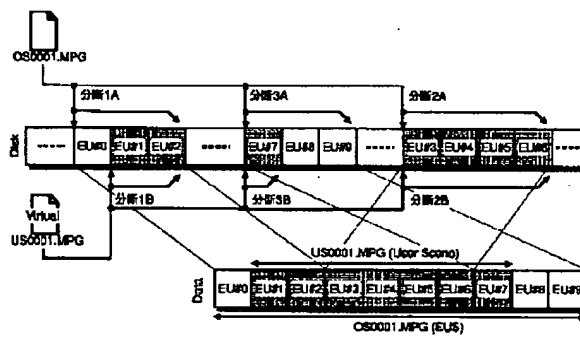 OS0001.MPG
分断1A 分断3A 分断2A
Disk EU#0 EU#1 EU#2 EU#7 EU#8 EU#9 EU#3 EU#4 EU#5 EU#6
分断1B 分断3B 分断2B
Virtual
US0001.MPG
US0001.MPG (User Scene)
Data EU#0 EU#1 EU#2 EU#3 EU#4 EU#5 EU#6 EU#7 EU#8 EU#9
OS0001.MPG (EUS)